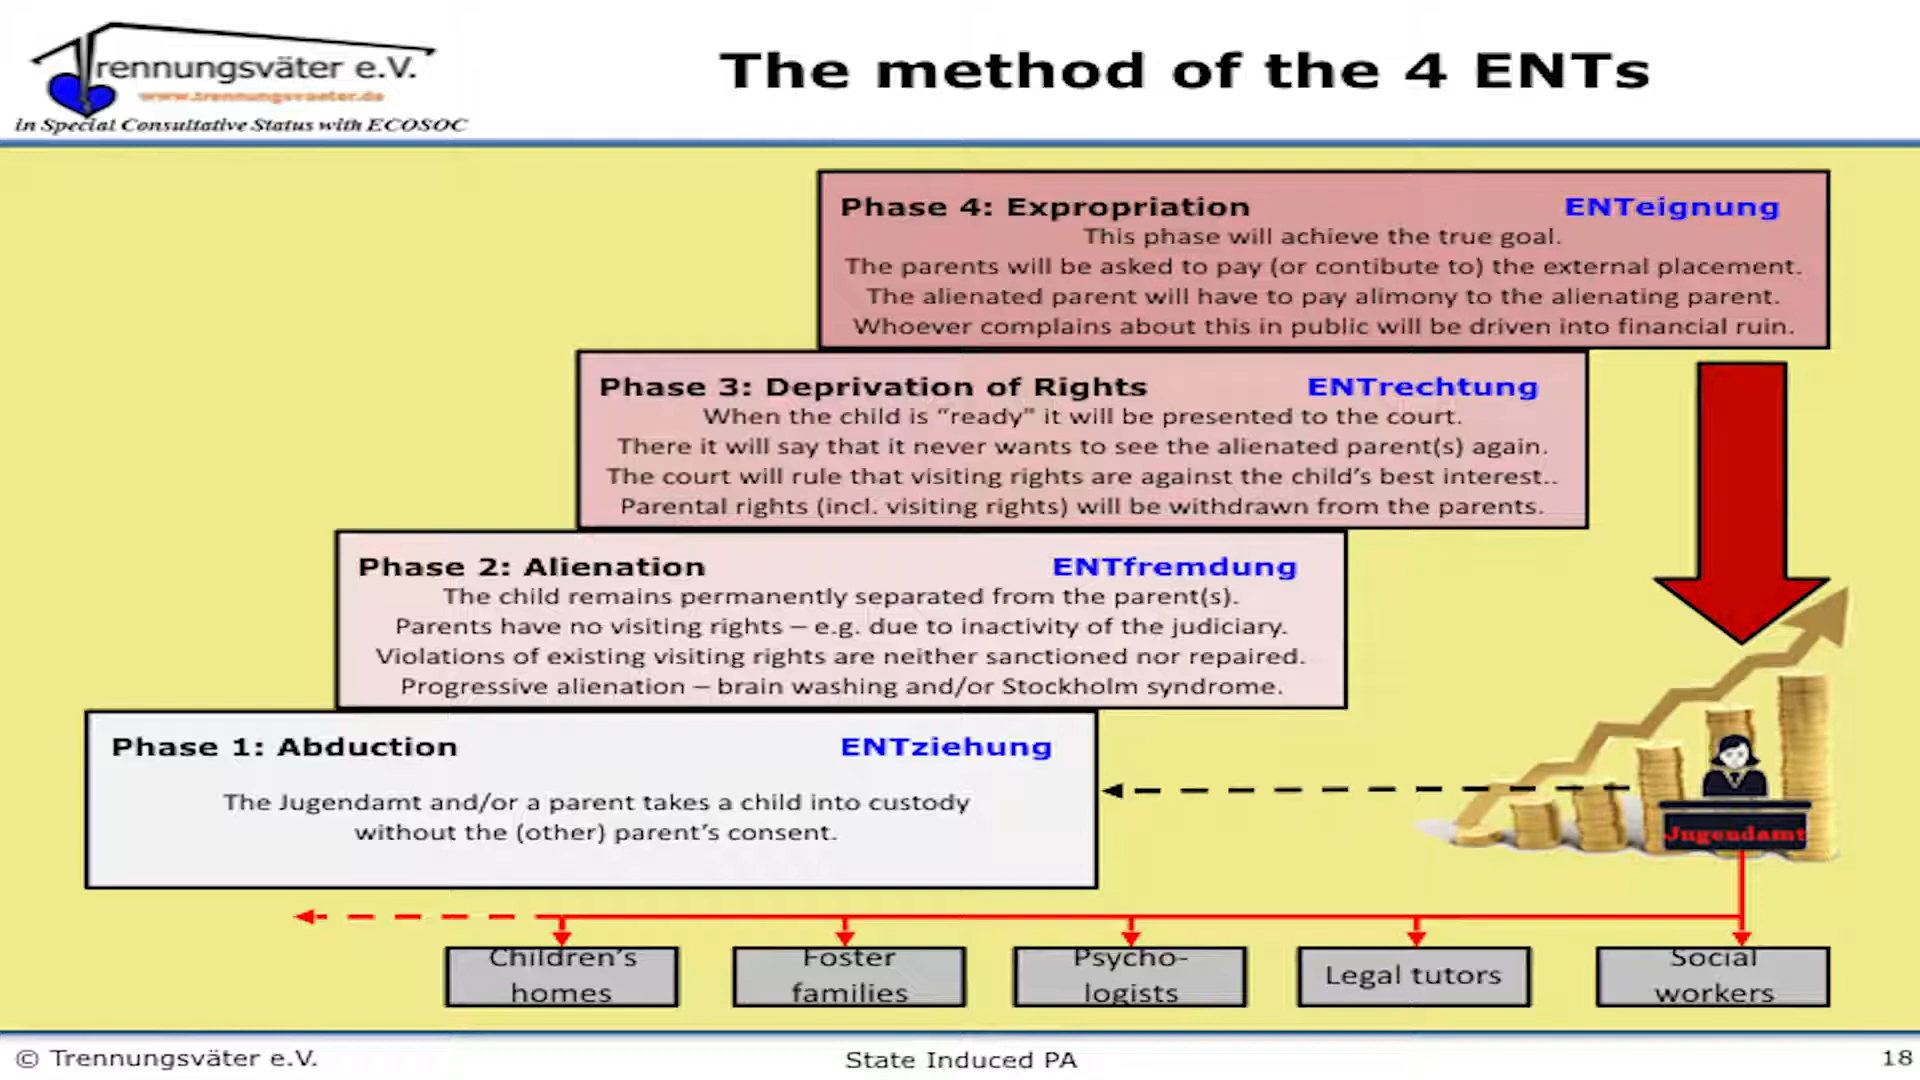 Trennungsväter e.V.
www.trennungsvaeter.de
in Special Consultative Status with ECOSOC
The method of the 4 ENTs
Phase 4: Expropriation ENTeignung
This phase will achieve the true goal.
The parents will be asked to pay (or contibute to) the external placement.
The alienated parent will have to pay alimony to the alienating parent.
Whoever complains about this in public will be driven into financial ruin.
Phase 3: Deprivation of Rights ENTrechtung
When the child is “ready" it will be presented to the court.
There it will say that it never wants to see the alienated parent(s) again.
The court will rule that visiting rights are against the child’s best interest..
Parental rights (incl. visiting rights) will be withdrawn from the parents.
Phase 2: Alienation ENTfremdung
The child remains permanently separated from the parent(s).
Parents have no visiting rights – e.g. due to inactivity of the judiciary.
Violations of existing visiting rights are neither sanctioned nor repaired.
Progressive alienation – brain washing and/or Stockholm syndrome.
Phase 1: Abduction ENTziehung
The Jugendamt and/or a parent takes a child into custody
without the (other) parent’s consent.
Jugendamt
Children’s
homes
Foster
families
Psycho-
logists
Legal tutors
Social
workers
© Trennungsväter e.V.
State Induced PA
18